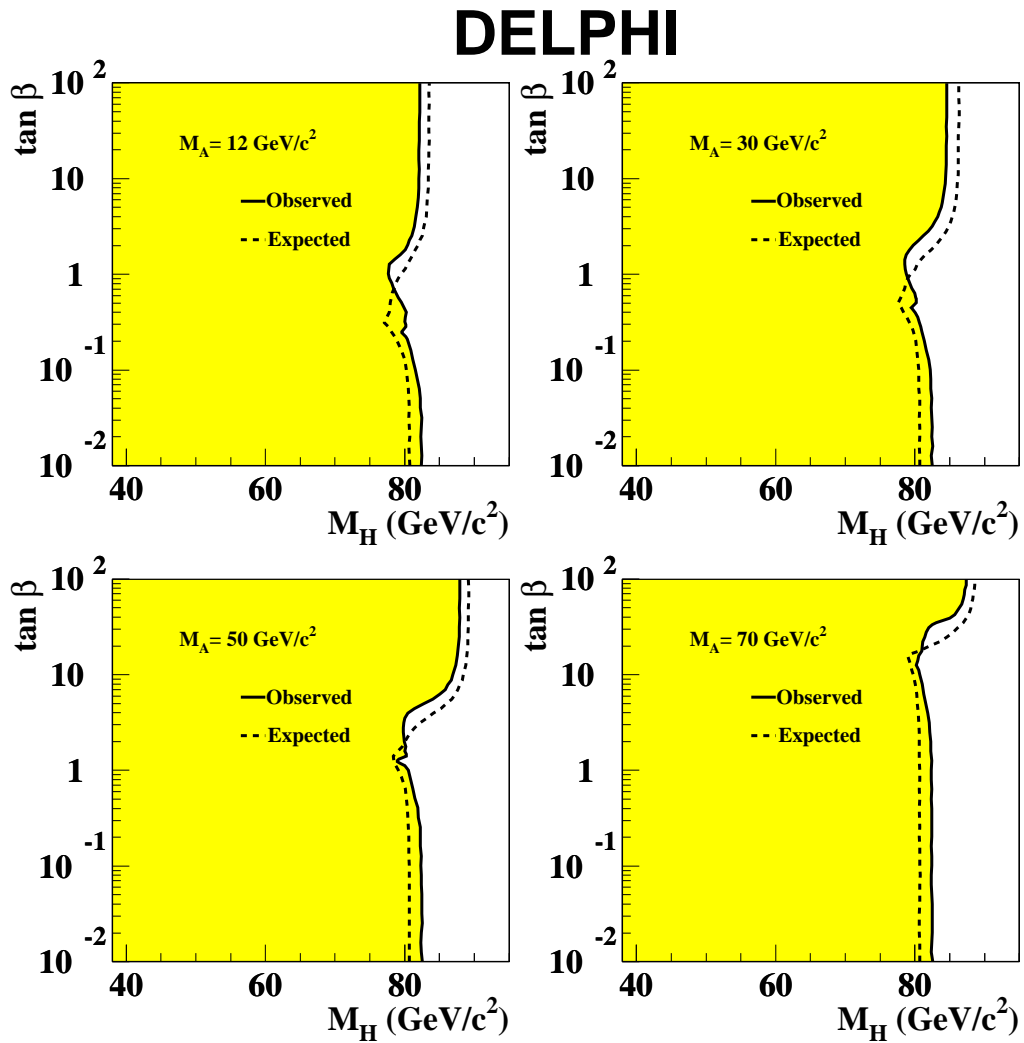 DELPHI
tan β
10 2
10
1
10 -1
10 -2
M_A= 12 GeV/c²
Observed
Expected
40 60 80
M_H (GeV/c²)
tan β
10 2
10
1
10 -1
10 -2
M_A= 30 GeV/c²
Observed
Expected
40 60 80
M_H (GeV/c²)
tan β
10 2
10
1
10 -1
10 -2
M_A= 50 GeV/c²
Observed
Expected
40 60 80
M_H (GeV/c²)
tan β
10 2
10
1
10 -1
10 -2
M_A= 70 GeV/c²
Observed
Expected
40 60 80
M_H (GeV/c²)